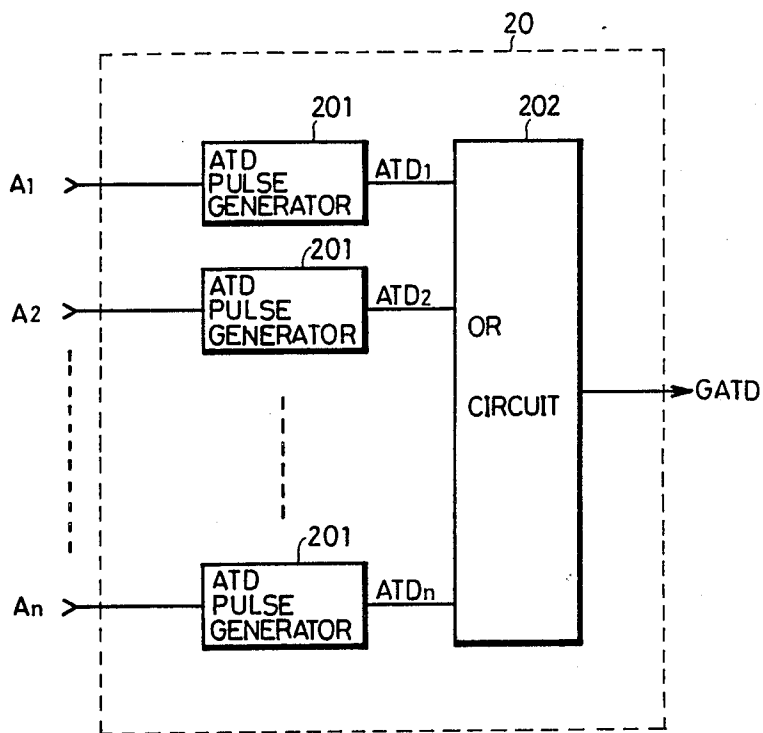 20
201
202
A1
ATD
PULSE
GENERATOR
ATD1
201
A2
ATD
PULSE
GENERATOR
ATD2
OR
CIRCUIT
GATD
201
An
ATD
PULSE
GENERATOR
ATDn